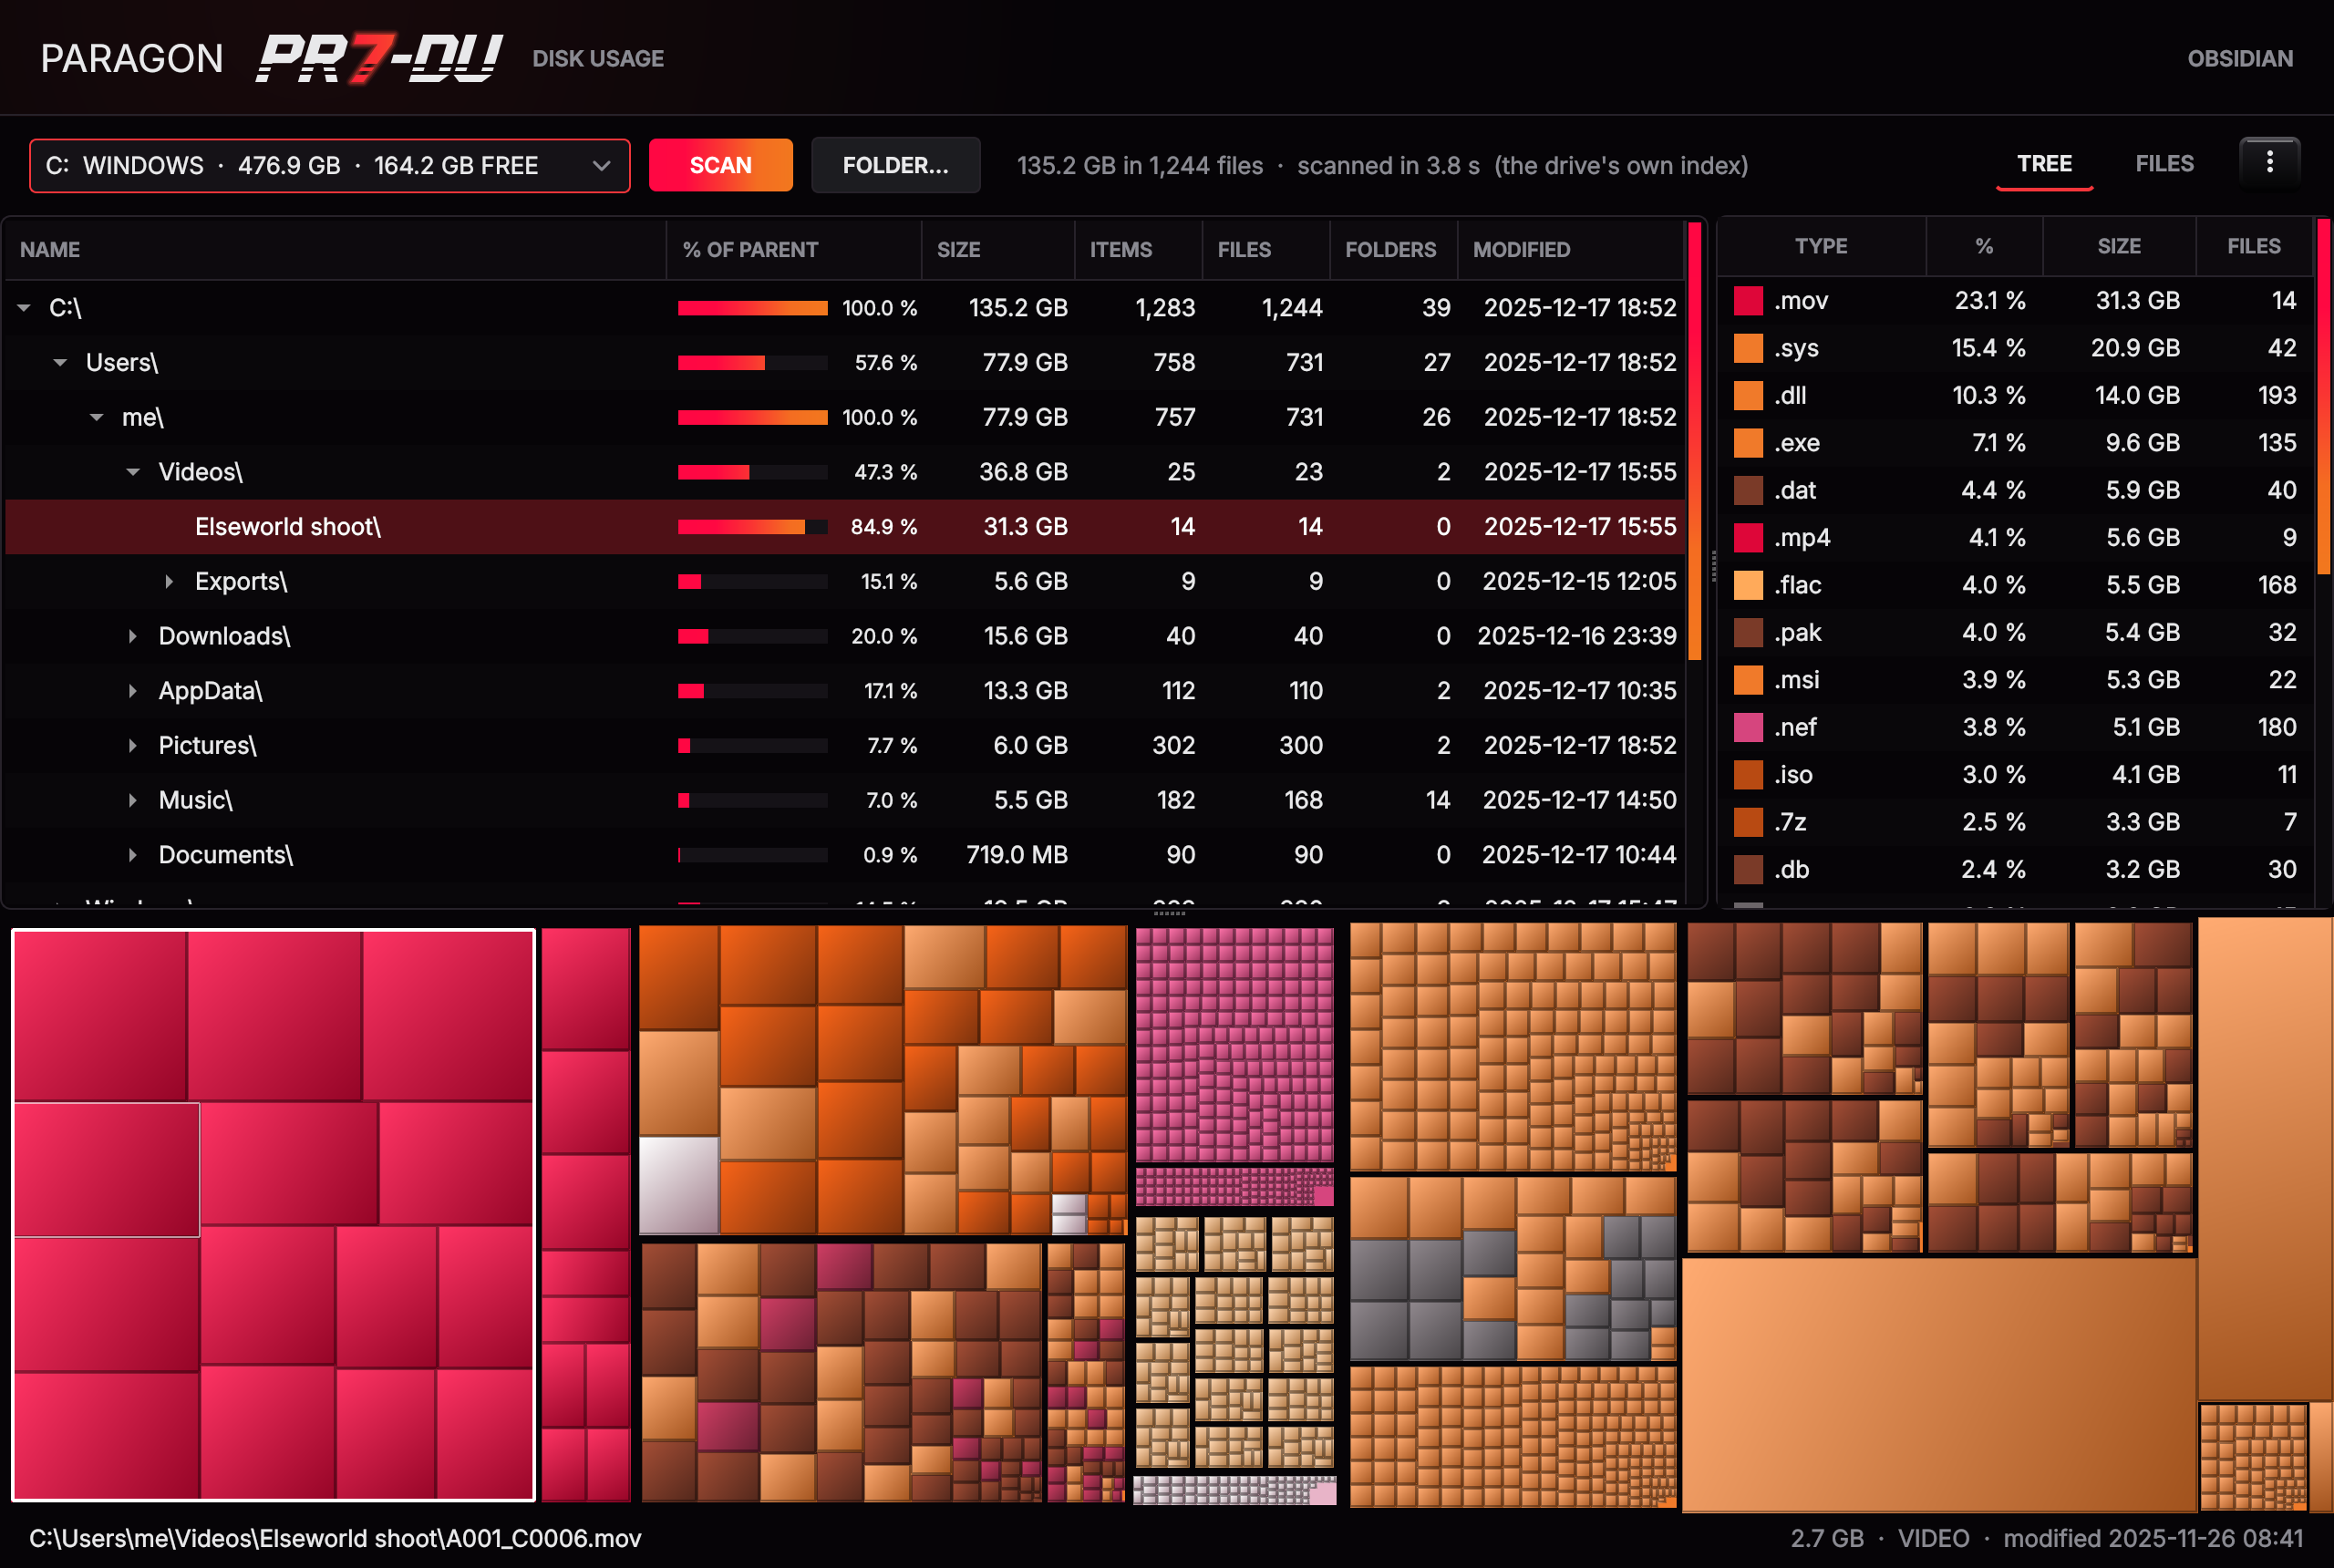 PARAGON PR7-DU DISK USAGE OBSIDIAN
C: WINDOWS · 476.9 GB · 164.2 GB FREE SCAN FOLDER... 135.2 GB in 1,244 files · scanned in 3.8 s (the drive's own index) TREE FILES
NAME % OF PARENT SIZE ITEMS FILES FOLDERS MODIFIED
C:\ 100.0 % 135.2 GB 1,283 1,244 39 2025-12-17 18:52
Users\ 57.6 % 77.9 GB 758 731 27 2025-12-17 18:52
me\ 100.0 % 77.9 GB 757 731 26 2025-12-17 18:52
Videos\ 47.3 % 36.8 GB 25 23 2 2025-12-17 15:55
Elseworld shoot\ 84.9 % 31.3 GB 14 14 0 2025-12-17 15:55
Exports\ 15.1 % 5.6 GB 9 9 0 2025-12-15 12:05
Downloads\ 20.0 % 15.6 GB 40 40 0 2025-12-16 23:39
AppData\ 17.1 % 13.3 GB 112 110 2 2025-12-17 10:35
Pictures\ 7.7 % 6.0 GB 302 300 2 2025-12-17 18:52
Music\ 7.0 % 5.5 GB 182 168 14 2025-12-17 14:50
Documents\ 0.9 % 719.0 MB 90 90 0 2025-12-17 10:44
TYPE % SIZE FILES
.mov 23.1 % 31.3 GB 14
.sys 15.4 % 20.9 GB 42
.dll 10.3 % 14.0 GB 193
.exe 7.1 % 9.6 GB 135
.dat 4.4 % 5.9 GB 40
.mp4 4.1 % 5.6 GB 9
.flac 4.0 % 5.5 GB 168
.pak 4.0 % 5.4 GB 32
.msi 3.9 % 5.3 GB 22
.nef 3.8 % 5.1 GB 180
.iso 3.0 % 4.1 GB 11
.7z 2.5 % 3.3 GB 7
.db 2.4 % 3.2 GB 30
C:\Users\me\Videos\Elseworld shoot\A001_C0006.mov 2.7 GB · VIDEO · modified 2025-11-26 08:41